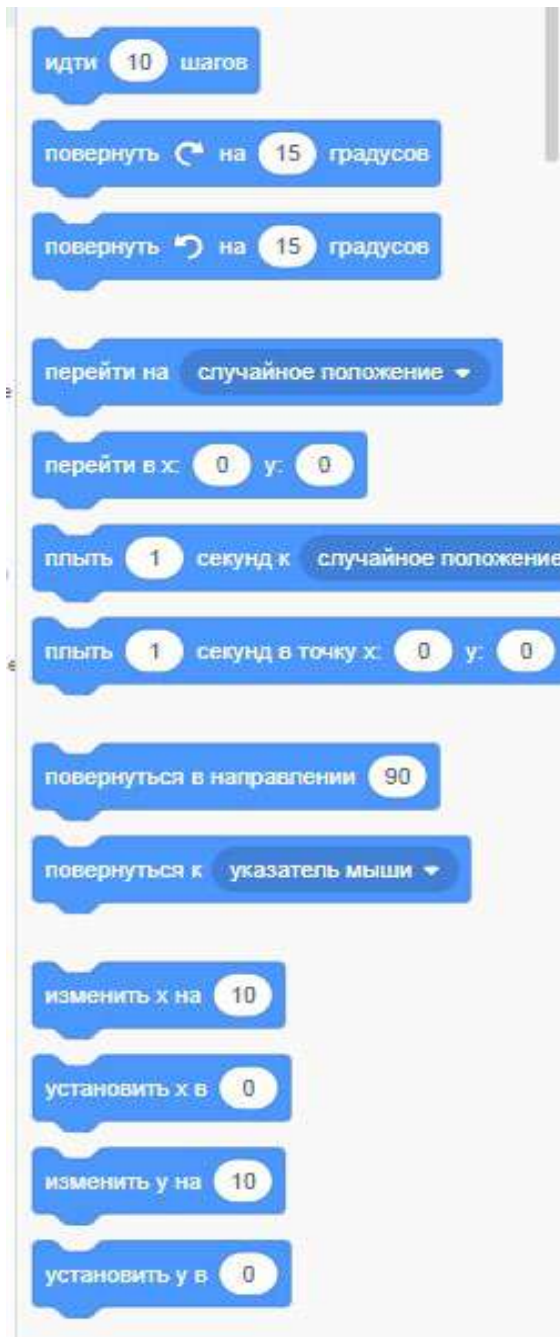 идти 10 шагов
повернуть на 15 градусов
повернуть на 15 градусов
перейти на случайное положение
перейти в x: 0 y: 0
плыть 1 секунд к случайное положение
плыть 1 секунд в точку x: 0 y: 0
повернуться в направлении 90
повернуться к указатель мыши
изменить x на 10
установить x в 0
изменить y на 10
установить y в 0